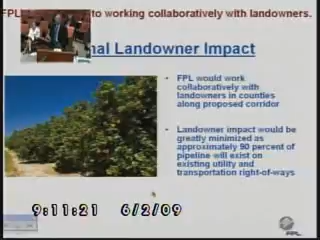 FPL to working collaboratively with landowners.
nal Landowner Impact
• FPL would work
collaboratively with
landowners in counties
along proposed corridor
• Landowner impact would be
greatly minimized as
approximately 90 percent of
pipeline will exist on
existing utility and
transportation right-of-ways
9:11:21 6/2/09
FPL